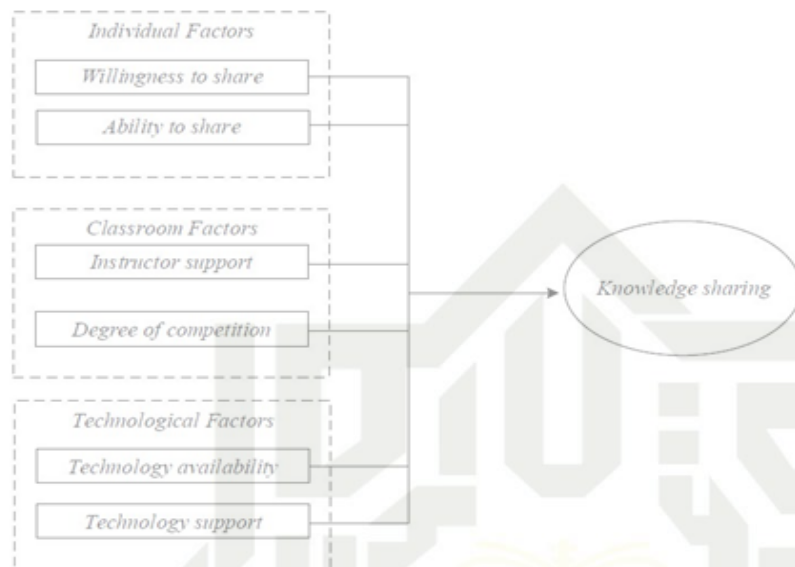 Individual Factors
Willingness to share
Ability to share
Classroom Factors
Instructor support
Degree of competition
Knowledge sharing
Technological Factors
Technology availability
Technology support